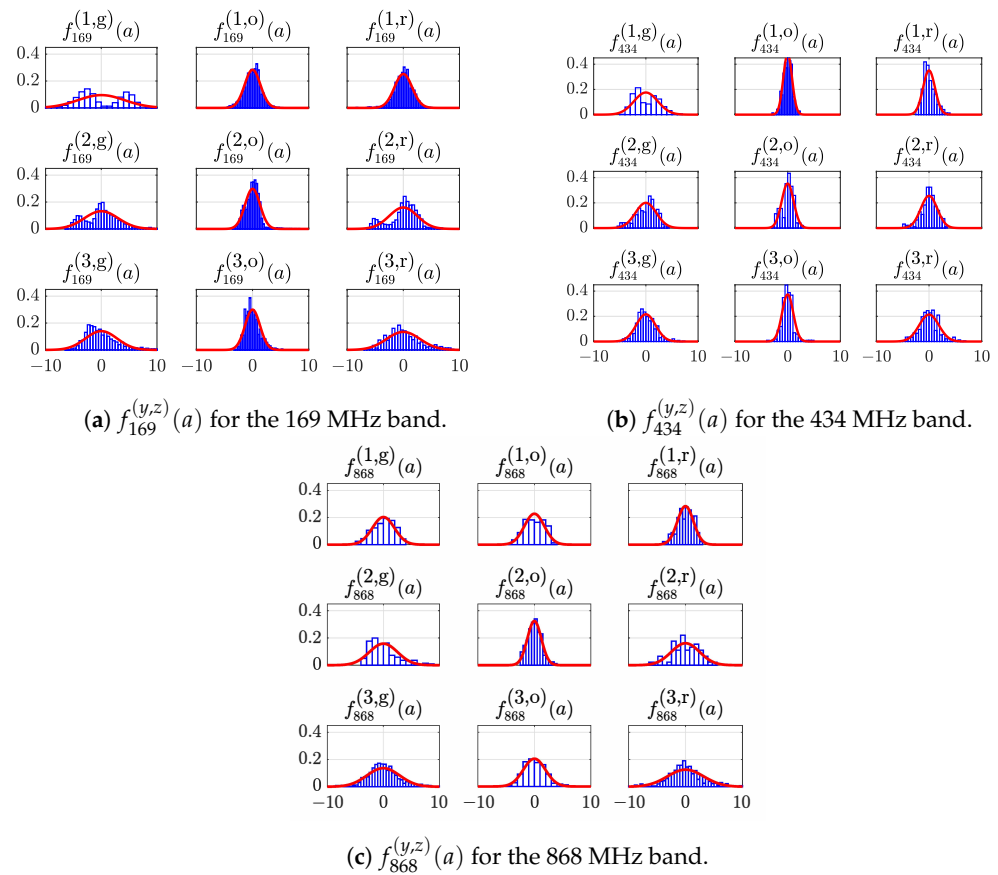 f_{169}^{(1,g)}(a) f_{169}^{(1,o)}(a) f_{169}^{(1,r)}(a)
0.4
0.2
0
f_{169}^{(2,g)}(a) f_{169}^{(2,o)}(a) f_{169}^{(2,r)}(a)
0.4
0.2
0
f_{169}^{(3,g)}(a) f_{169}^{(3,o)}(a) f_{169}^{(3,r)}(a)
0.4
0.2
0
−10 0 10 0 10 0 10
(a) f_{169}^{(y,z)}(a) for the 169 MHz band.
f_{434}^{(1,g)}(a) f_{434}^{(1,o)}(a) f_{434}^{(1,r)}(a)
0.4
0.2
0
f_{434}^{(2,g)}(a) f_{434}^{(2,o)}(a) f_{434}^{(2,r)}(a)
0.4
0.2
0
f_{434}^{(3,g)}(a) f_{434}^{(3,o)}(a) f_{434}^{(3,r)}(a)
0.4
0.2
0
−10 0 10 0 10 0 10
(b) f_{434}^{(y,z)}(a) for the 434 MHz band.
f_{868}^{(1,g)}(a) f_{868}^{(1,o)}(a) f_{868}^{(1,r)}(a)
0.4
0.2
0
f_{868}^{(2,g)}(a) f_{868}^{(2,o)}(a) f_{868}^{(2,r)}(a)
0.4
0.2
0
f_{868}^{(3,g)}(a) f_{868}^{(3,o)}(a) f_{868}^{(3,r)}(a)
0.4
0.2
0
−10 0 10 0 10 0 10
(c) f_{868}^{(y,z)}(a) for the 868 MHz band.